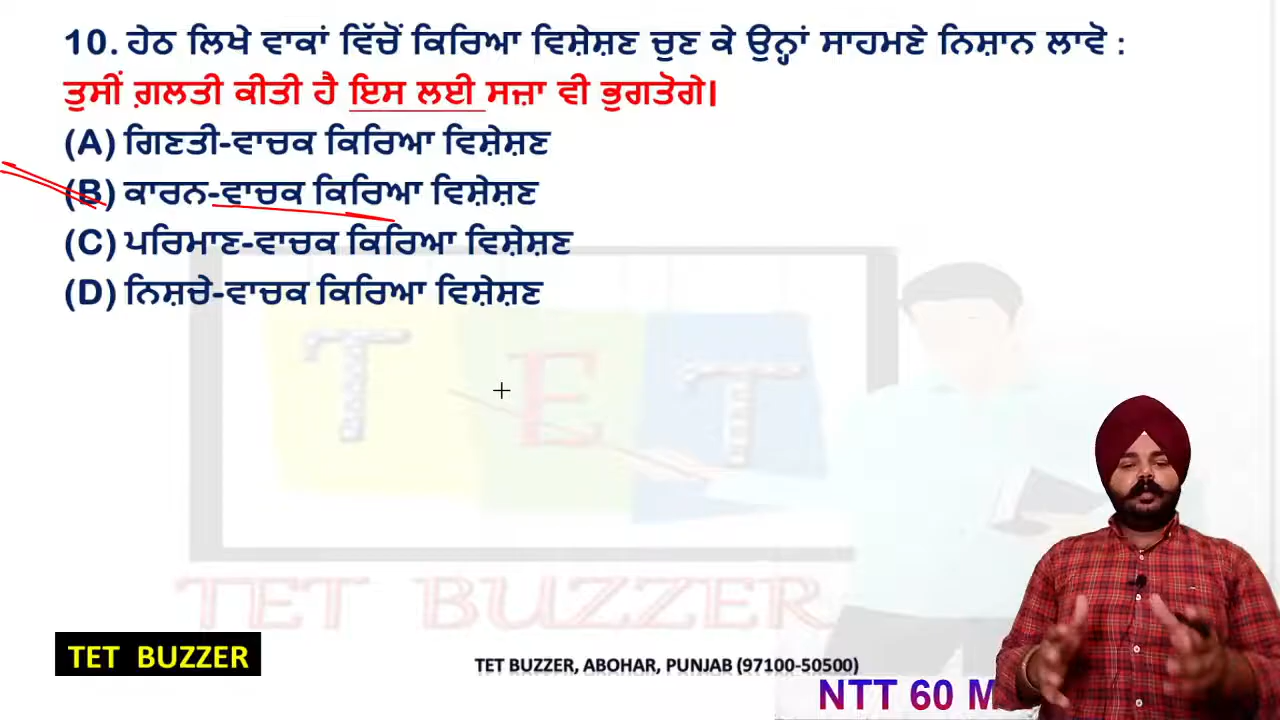 10. ਹੇਠ ਲਿਖੇ ਵਾਕਾਂ ਵਿੱਚੋਂ ਕਿਰਿਆ ਵਿਸ਼ੇਸ਼ਣ ਚੁਣ ਕੇ ਉਨ੍ਹਾਂ ਸਾਹਮਣੇ ਨਿਸ਼ਾਨ ਲਾਵੋ :
ਤੁਸੀਂ ਗ਼ਲਤੀ ਕੀਤੀ ਹੈ ਇਸ ਲਈ ਸਜ਼ਾ ਵੀ ਭੁਗਤੋਗੇ।
(A) ਗਿਣਤੀ-ਵਾਚਕ ਕਿਰਿਆ ਵਿਸ਼ੇਸ਼ਣ
(B) ਕਾਰਨ-ਵਾਚਕ ਕਿਰਿਆ ਵਿਸ਼ੇਸ਼ਣ
(C) ਪਰਿਮਾਣ-ਵਾਚਕ ਕਿਰਿਆ ਵਿਸ਼ੇਸ਼ਣ
(D) ਨਿਸ਼ਚੇ-ਵਾਚਕ ਕਿਰਿਆ ਵਿਸ਼ੇਸ਼ਣ
T E T
TET BUZZER
TET BUZZER
TET BUZZER, ABOHAR, PUNJAB (97100-50500)
NTT 60 M